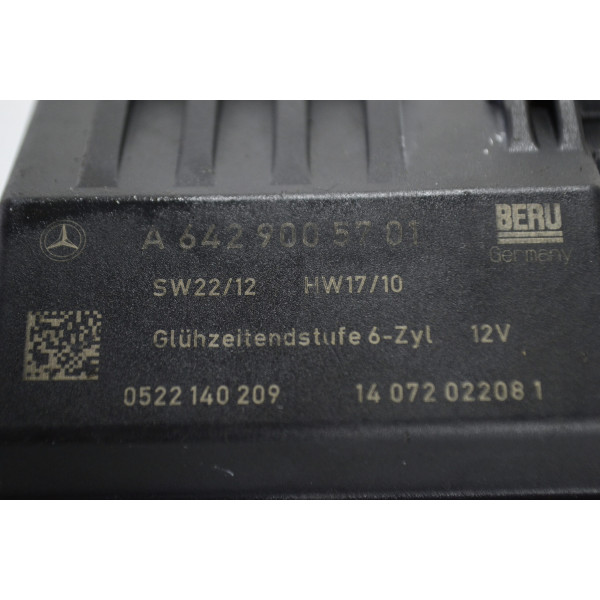 A 642 900 57 01
BERU
Germany
SW22/12 HW17/10
Glühzeitendstufe 6-Zyl 12V
0522 140 209 14 072 02208 1